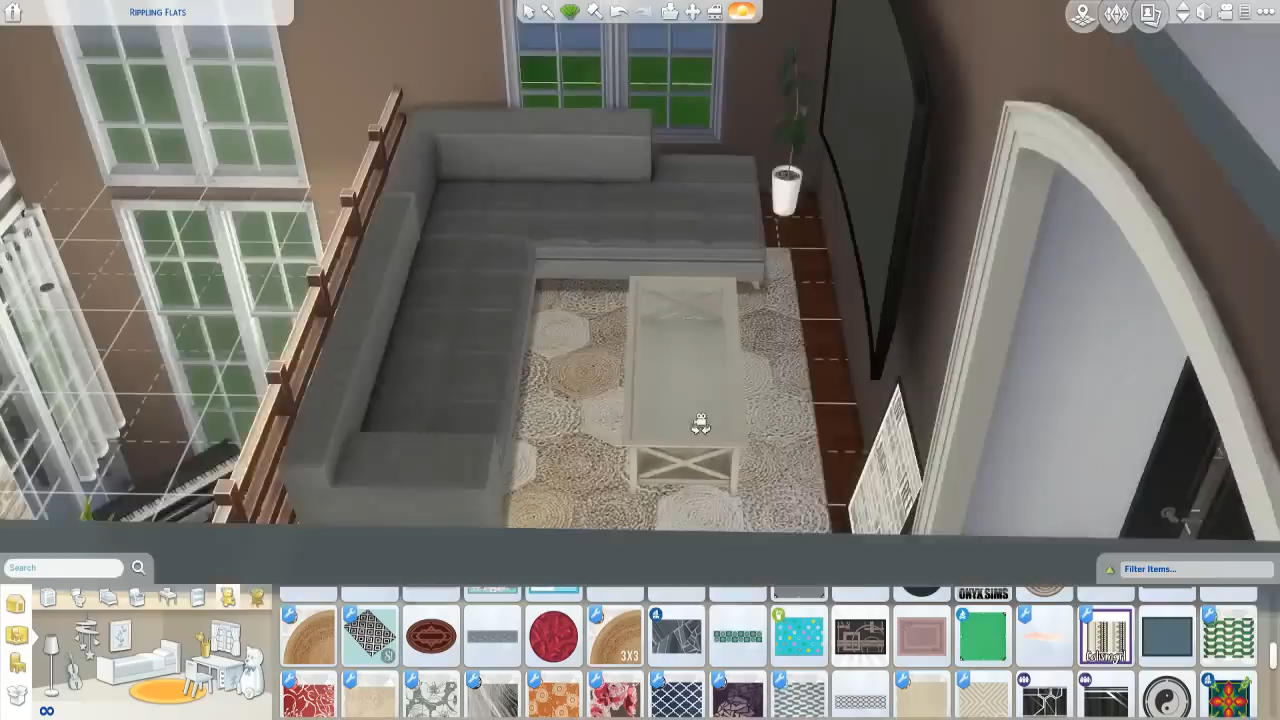 RIPPLING FLATS
Search
Filter Items...
ONYX SIMS
3X3